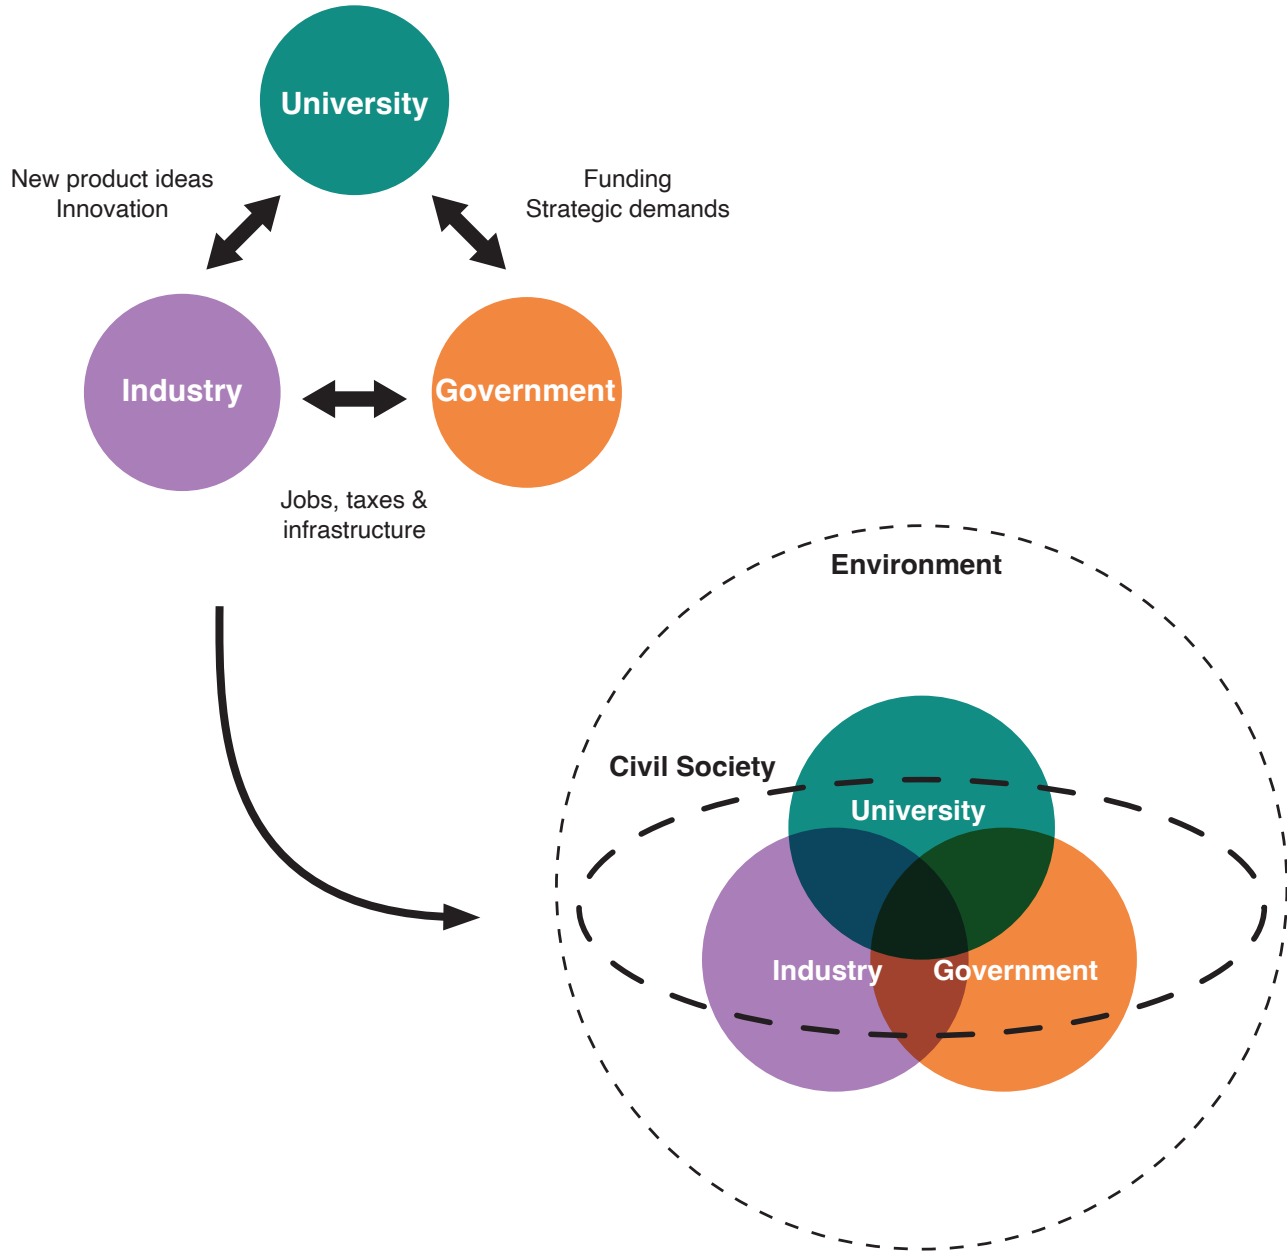 University
New product ideas
Innovation
Funding
Strategic demands
Industry
Government
Jobs, taxes &
infrastructure
Environment
Civil Society
University
Industry
Government